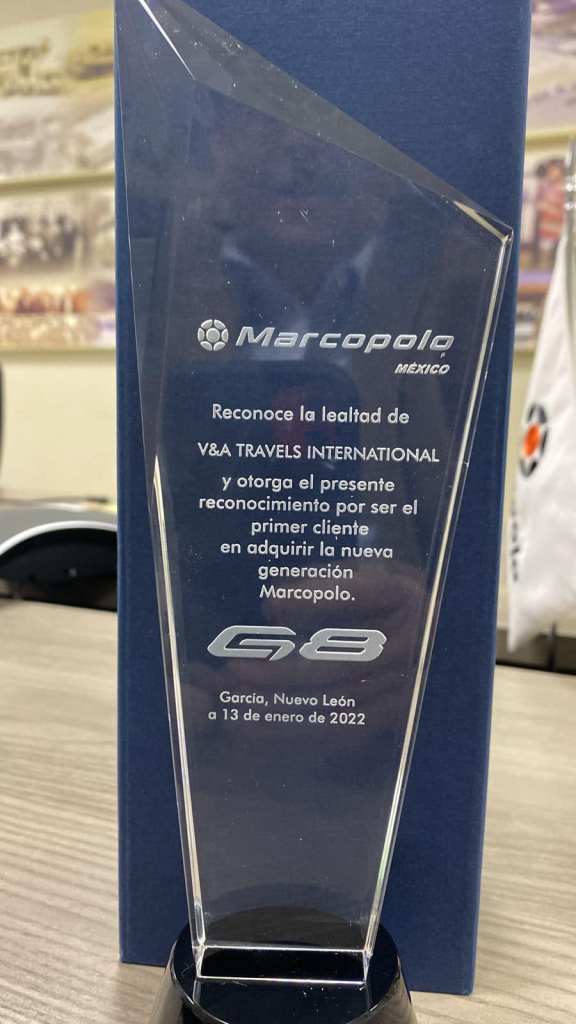 Marcopolo
MÉXICO
Reconoce la lealtad de
V&A TRAVELS INTERNATIONAL
y otorga el presente
reconocimiento por ser el
primer cliente
en adquirir la nueva
generación
Marcopolo.
G8
García, Nuevo León
a 13 de enero de 2022